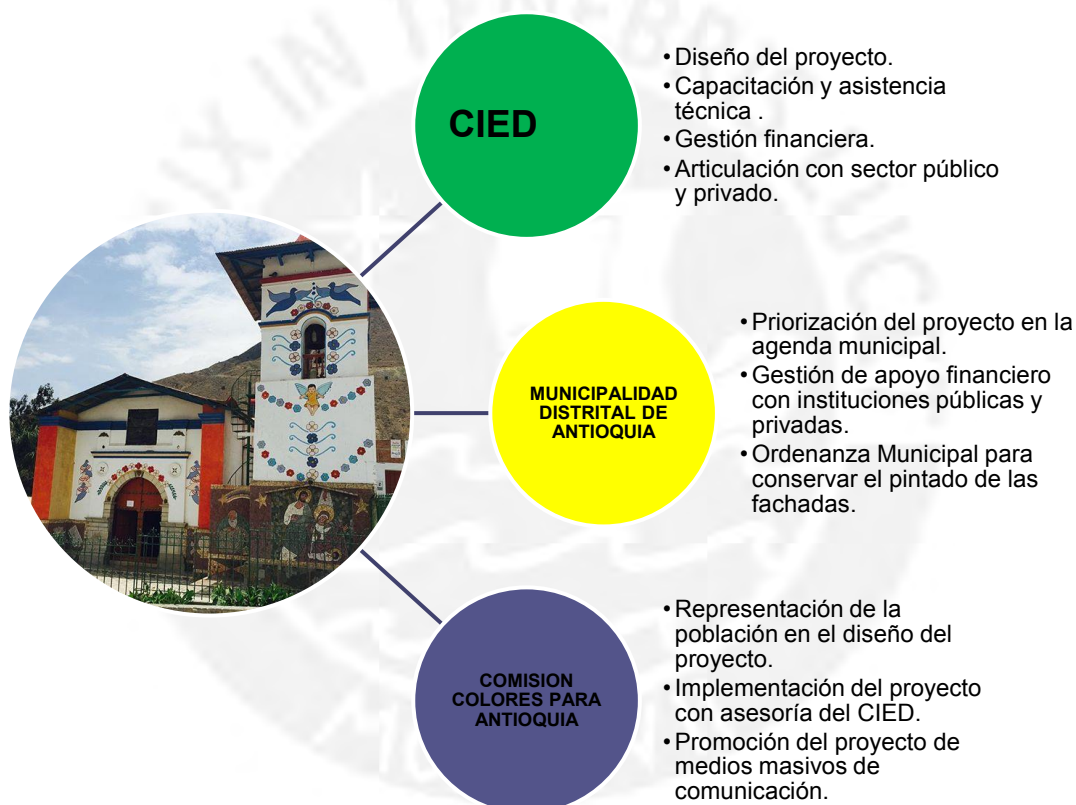 CIED
• Diseño del proyecto.
• Capacitación y asistencia
técnica .
• Gestión financiera.
• Articulación con sector público
y privado.
MUNICIPALIDAD
DISTRITAL DE
ANTIOQUIA
• Priorización del proyecto en la
agenda municipal.
• Gestión de apoyo financiero
con instituciones públicas y
privadas.
• Ordenanza Municipal para
conservar el pintado de las
fachadas.
COMISION
COLORES PARA
ANTIOQUIA
• Representación de la
población en el diseño del
proyecto.
• Implementación del proyecto
con asesoría del CIED.
• Promoción del proyecto de
medios masivos de
comunicación.